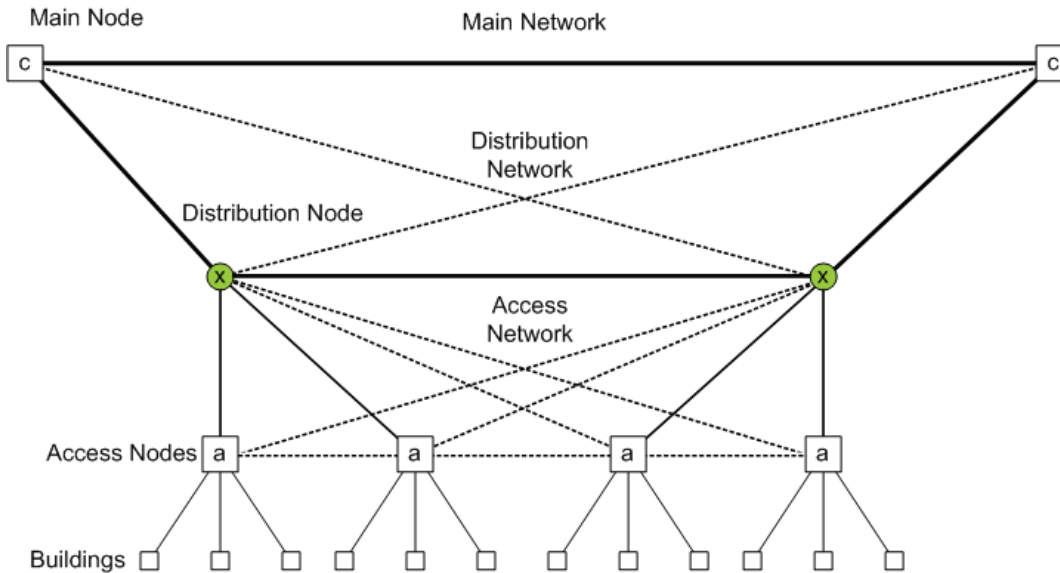 Main Node
Main Network
c
c
Distribution
Network
Distribution Node
x
x
Access
Network
Access Nodes
a
a
a
a
Buildings